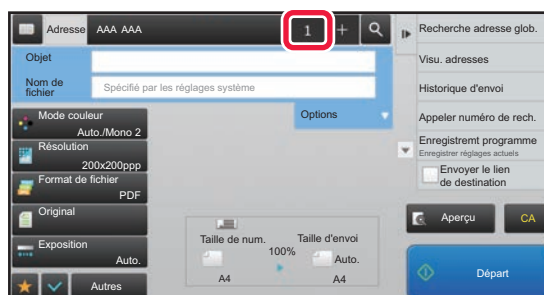 Adresse AAA AAA 1 +
Objet
Nom de
fichier
Spécifié par les réglages système
Options
Mode couleur
Auto./Mono 2
Résolution
200x200ppp
Format de fichier
PDF
Original
Exposition
Auto.
Autres
Taille de num.
100%
Taille d'envoi
Auto.
A4
A4
Recherche adresse glob.
Visu. adresses
Historique d'envoi
Appeler numéro de rech.
Enregistremt programme
Enregistrer réglages actuels
Envoyer le lien
de destination
Aperçu
CA
Départ